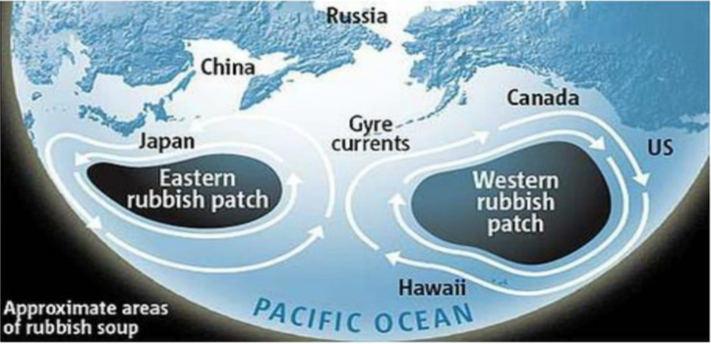 Russia
China
Canada
Gyre
currents
Japan
US
Eastern
rubbish patch
Western
rubbish
patch
Hawaii
Approximate areas
of rubbish soup
PACIFIC OCEAN